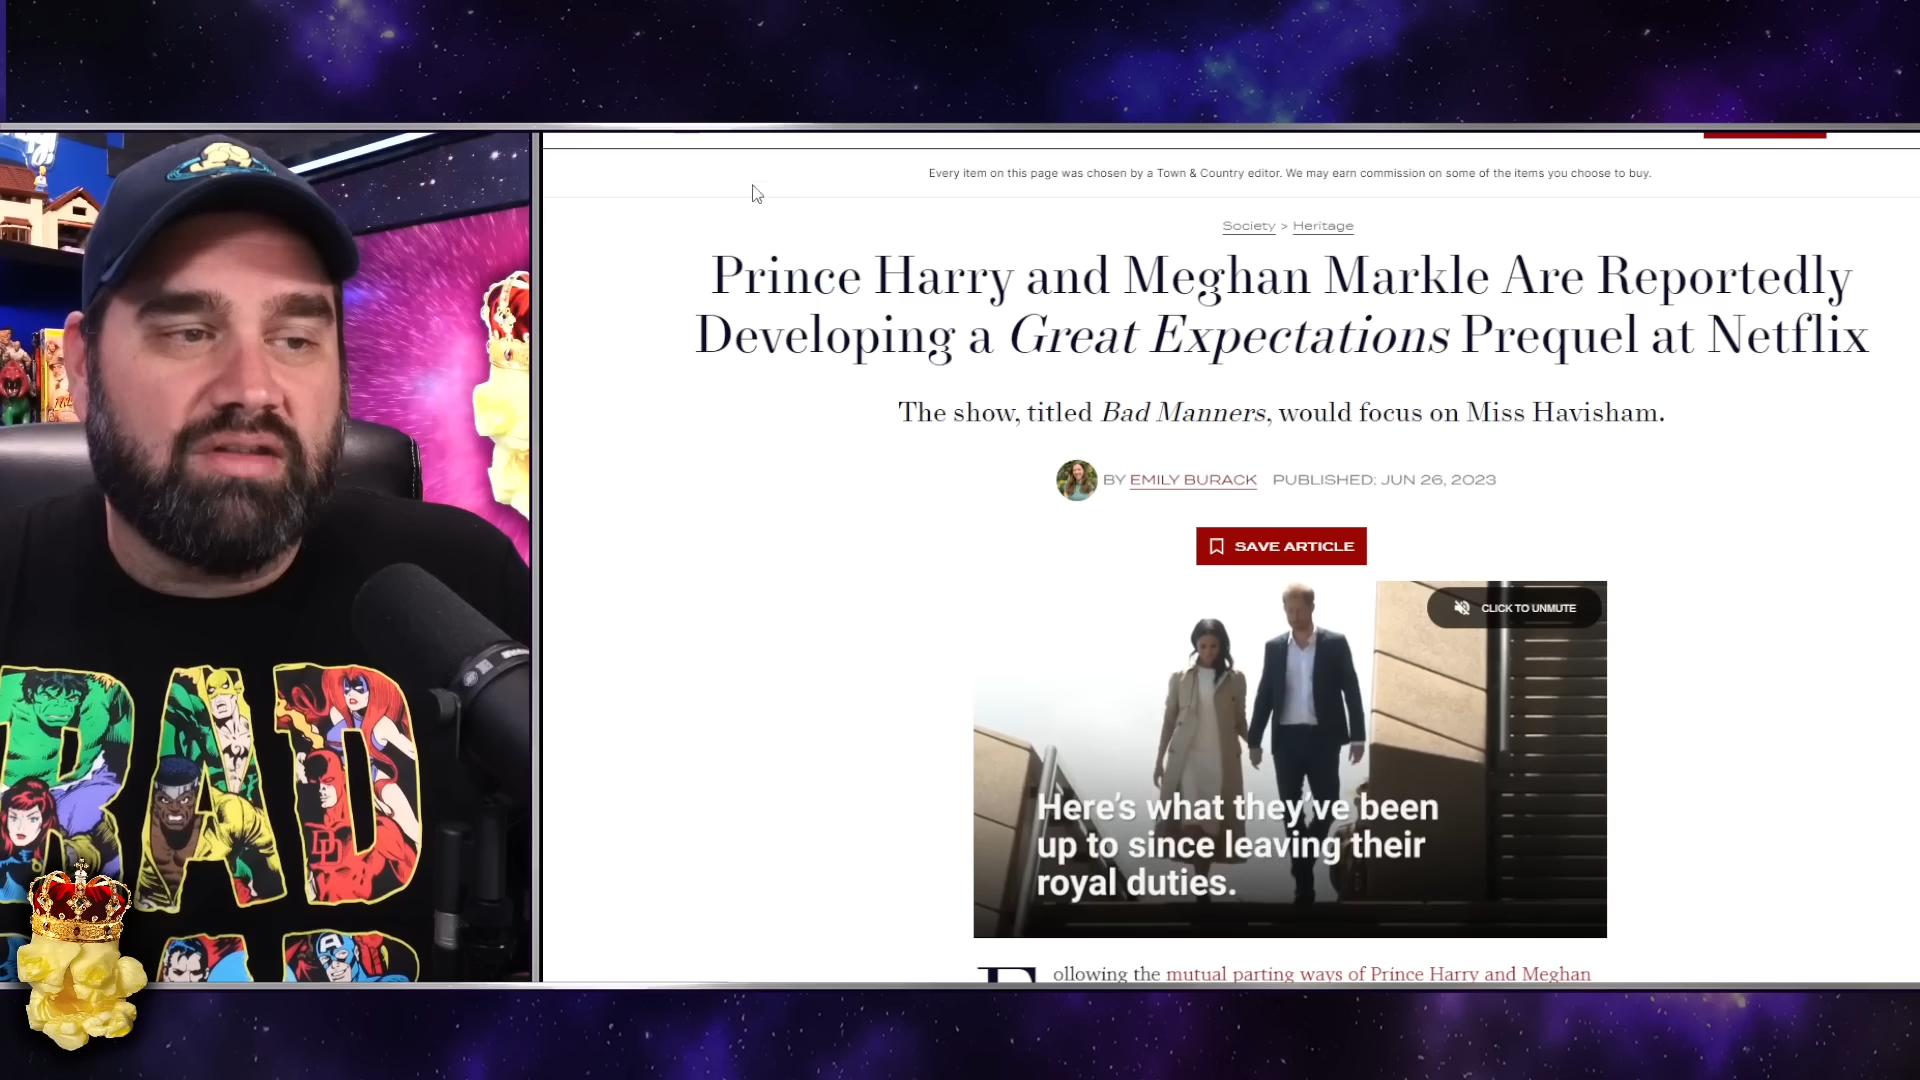 Every item on this page was chosen by a Town & Country editor. We may earn commission on some of the items you choose to buy.
Society > Heritage
Prince Harry and Meghan Markle Are Reportedly
Developing a Great Expectations Prequel at Netflix
The show, titled Bad Manners, would focus on Miss Havisham.
BY EMILY BURACK PUBLISHED: JUN 26, 2023
SAVE ARTICLE
CLICK TO UNMUTE
Here's what they've been
up to since leaving their
royal duties.
ollowing the mutual parting ways of Prince Harry and Meghan
RAD
DD
A